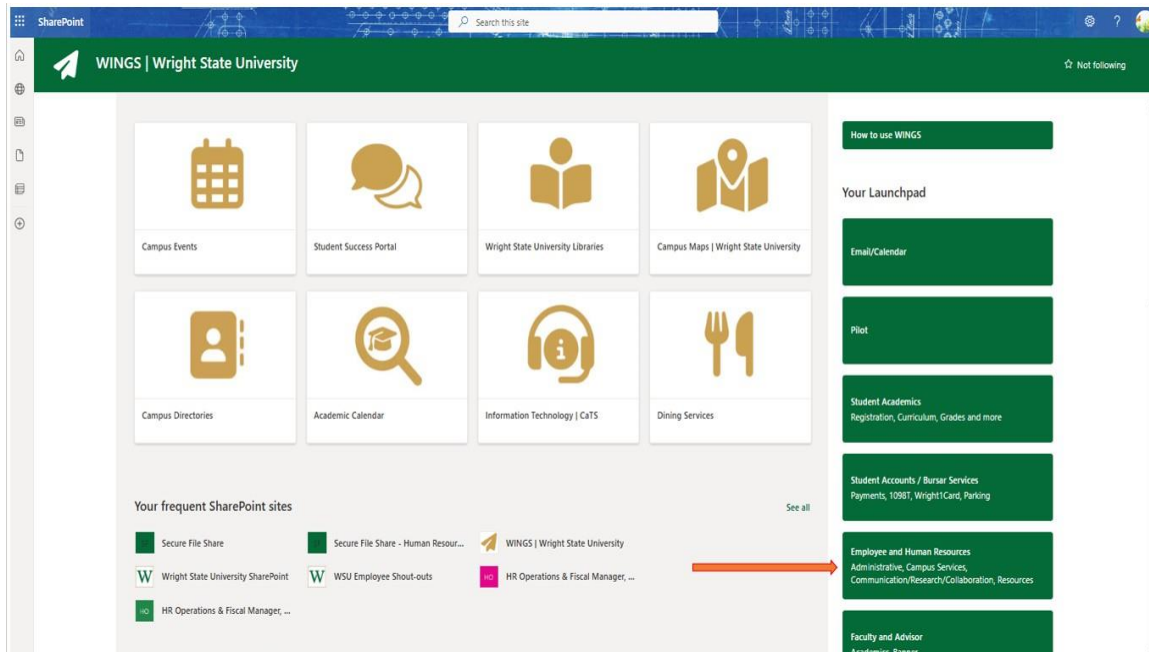 SharePoint
Search this site
?
WINGS | Wright State University
Not following
Campus Events
Student Success Portal
Wright State University Libraries
Campus Maps | Wright State University
Campus Directories
Academic Calendar
i
Information Technology | CaTS
Dining Services
Your frequent SharePoint sites
See all
Secure File Share
Secure File Share - Human Resour...
WINGS | Wright State University
W
Wright State University SharePoint
W
WSU Employee Shout-outs
HO
HR Operations & Fiscal Manager, ...
HO
HR Operations & Fiscal Manager, ...
How to use WINGS
Your Launchpad
Email/Calendar
Pilot
Student Academics
Registration, Curriculum, Grades and more
Student Accounts / Bursar Services
Payments, 1098T, Wright1Card, Parking
Employee and Human Resources
Administrative, Campus Services,
Communication/Research/Collaboration, Resources
Faculty and Advisor
Academics, Banner